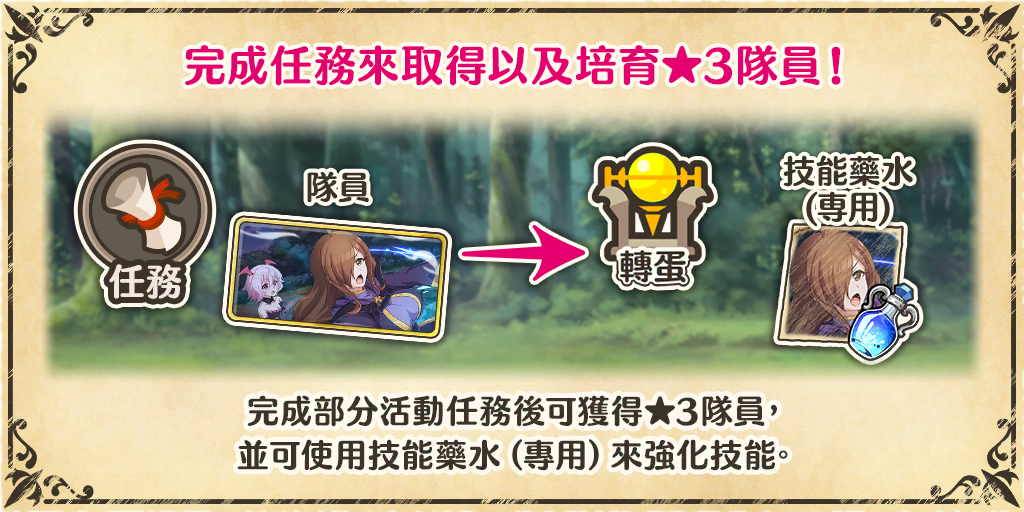 完成任務來取得以及培育★3隊員！
任務
隊員
轉蛋
技能藥水
(專用)
完成部分活動任務後可獲得★3隊員，
並可使用技能藥水（專用）來強化技能。